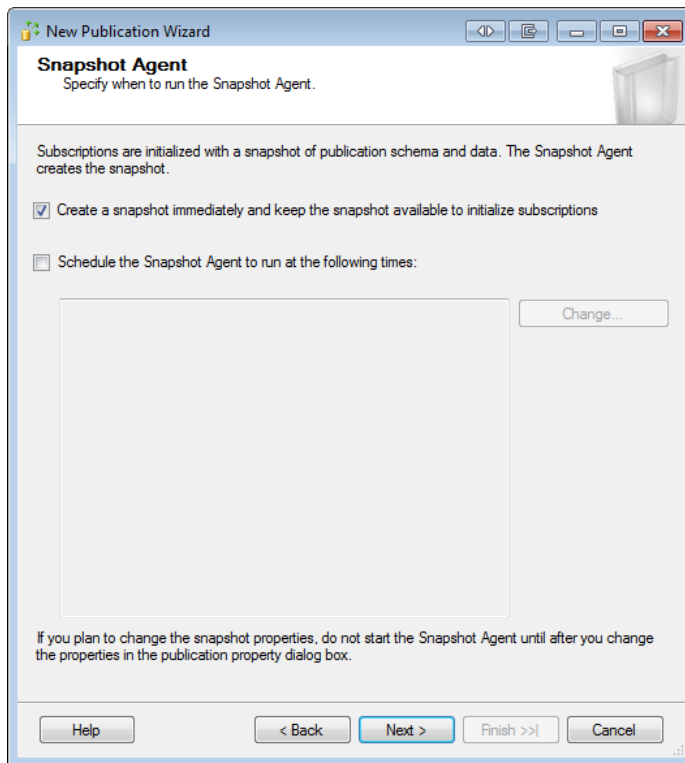 New Publication Wizard
Snapshot Agent
Specify when to run the Snapshot Agent.
Subscriptions are initialized with a snapshot of publication schema and data. The Snapshot Agent
creates the snapshot.
Create a snapshot immediately and keep the snapshot available to initialize subscriptions
Schedule the Snapshot Agent to run at the following times:
Change...
If you plan to change the snapshot properties, do not start the Snapshot Agent until after you change
the properties in the publication property dialog box.
Help
< Back
Next >
Finish >>|
Cancel